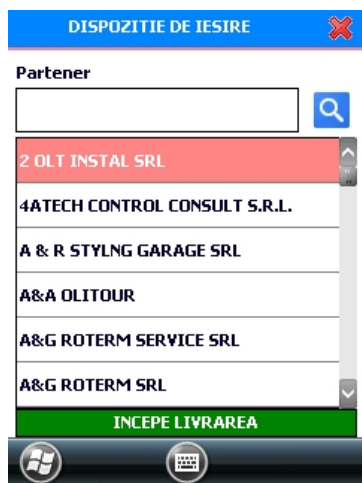 DISPOZITIE DE IESIRE
Partener
2 OLT INSTAL SRL
4ATECH CONTROL CONSULT S.R.L.
A & R STYLNG GARAGE SRL
A&A OLITOUR
A&G ROTERM SERVICE SRL
A&G ROTERM SRL
INCEPE LIVRAREA